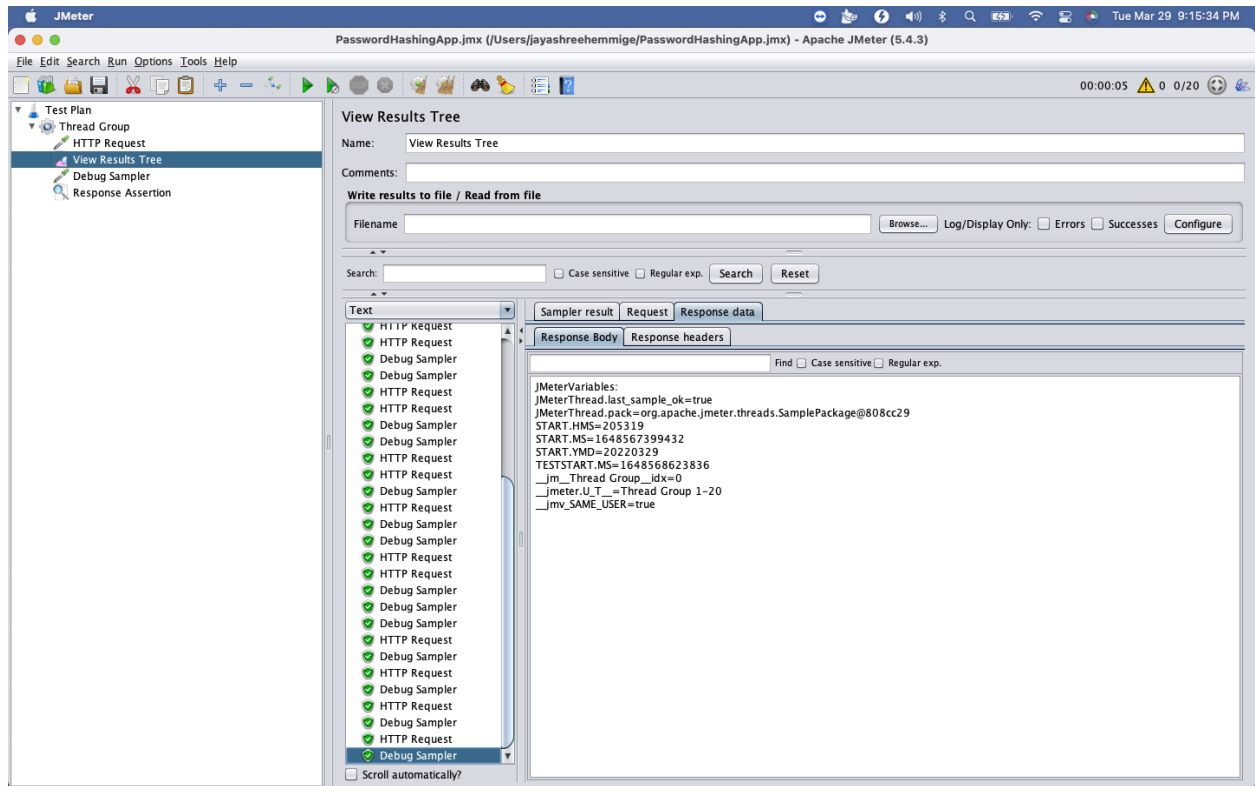 JMeter
Tue Mar 29 9:15:34 PM
PasswordHashingApp.jmx (/Users/jayashreehemmige/PasswordHashingApp.jmx) - Apache JMeter (5.4.3)
File Edit Search Run Options Tools Help
00:00:05 0 0/20
Test Plan
Thread Group
HTTP Request
View Results Tree
Debug Sampler
Response Assertion
View Results Tree
Name: View Results Tree
Comments:
Write results to file / Read from file
Filename Browse... Log/Display Only: Errors Successes Configure
Search: Case sensitive Regular exp. Search Reset
Text
HTTP Request
HTTP Request
Debug Sampler
Debug Sampler
HTTP Request
HTTP Request
Debug Sampler
Debug Sampler
HTTP Request
HTTP Request
Debug Sampler
HTTP Request
Debug Sampler
Debug Sampler
HTTP Request
HTTP Request
Debug Sampler
Debug Sampler
Debug Sampler
HTTP Request
Debug Sampler
HTTP Request
Debug Sampler
HTTP Request
Debug Sampler
HTTP Request
Debug Sampler
Scroll automatically?
Sampler result Request Response data
Response Body Response headers
Find Case sensitive Regular exp.
JMeterVariables:
JMeterThread.last_sample_ok=true
JMeterThread.pack=org.apache.jmeter.threads.SamplePackage@808cc29
START.HMS=205319
START.MS=1648567399432
START.YMD=20220329
TESTSTART.MS=1648568623836
__jm__Thread Group__idx=0
__jmeter.U_T__=Thread Group 1-20
__jmv_SAME_USER=true